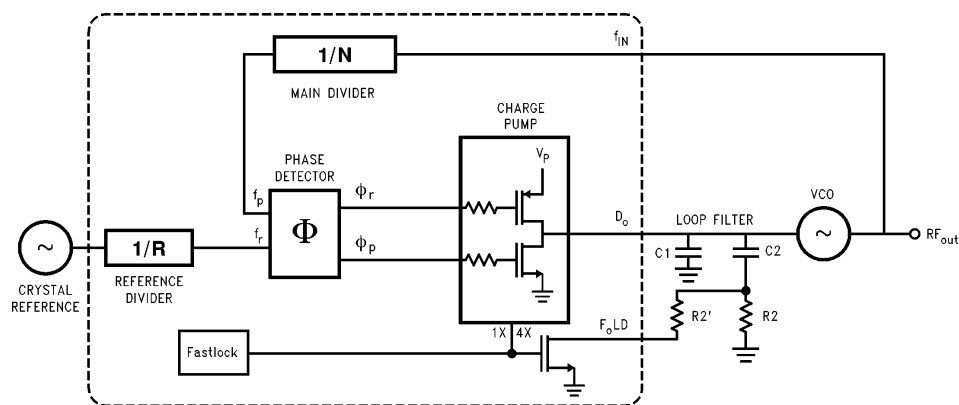 f_IN
1/N
MAIN DIVIDER
CHARGE
PUMP
V_P
PHASE
DETECTOR
f_p
ϕ_r
VCO
D_o
LOOP FILTER
~
1/R
f_r
Φ
ϕ_p
C1
C2
~
RF_out
CRYSTAL
REFERENCE
REFERENCE
DIVIDER
R2'
R2
1X 4X
F_oLD
Fastlock